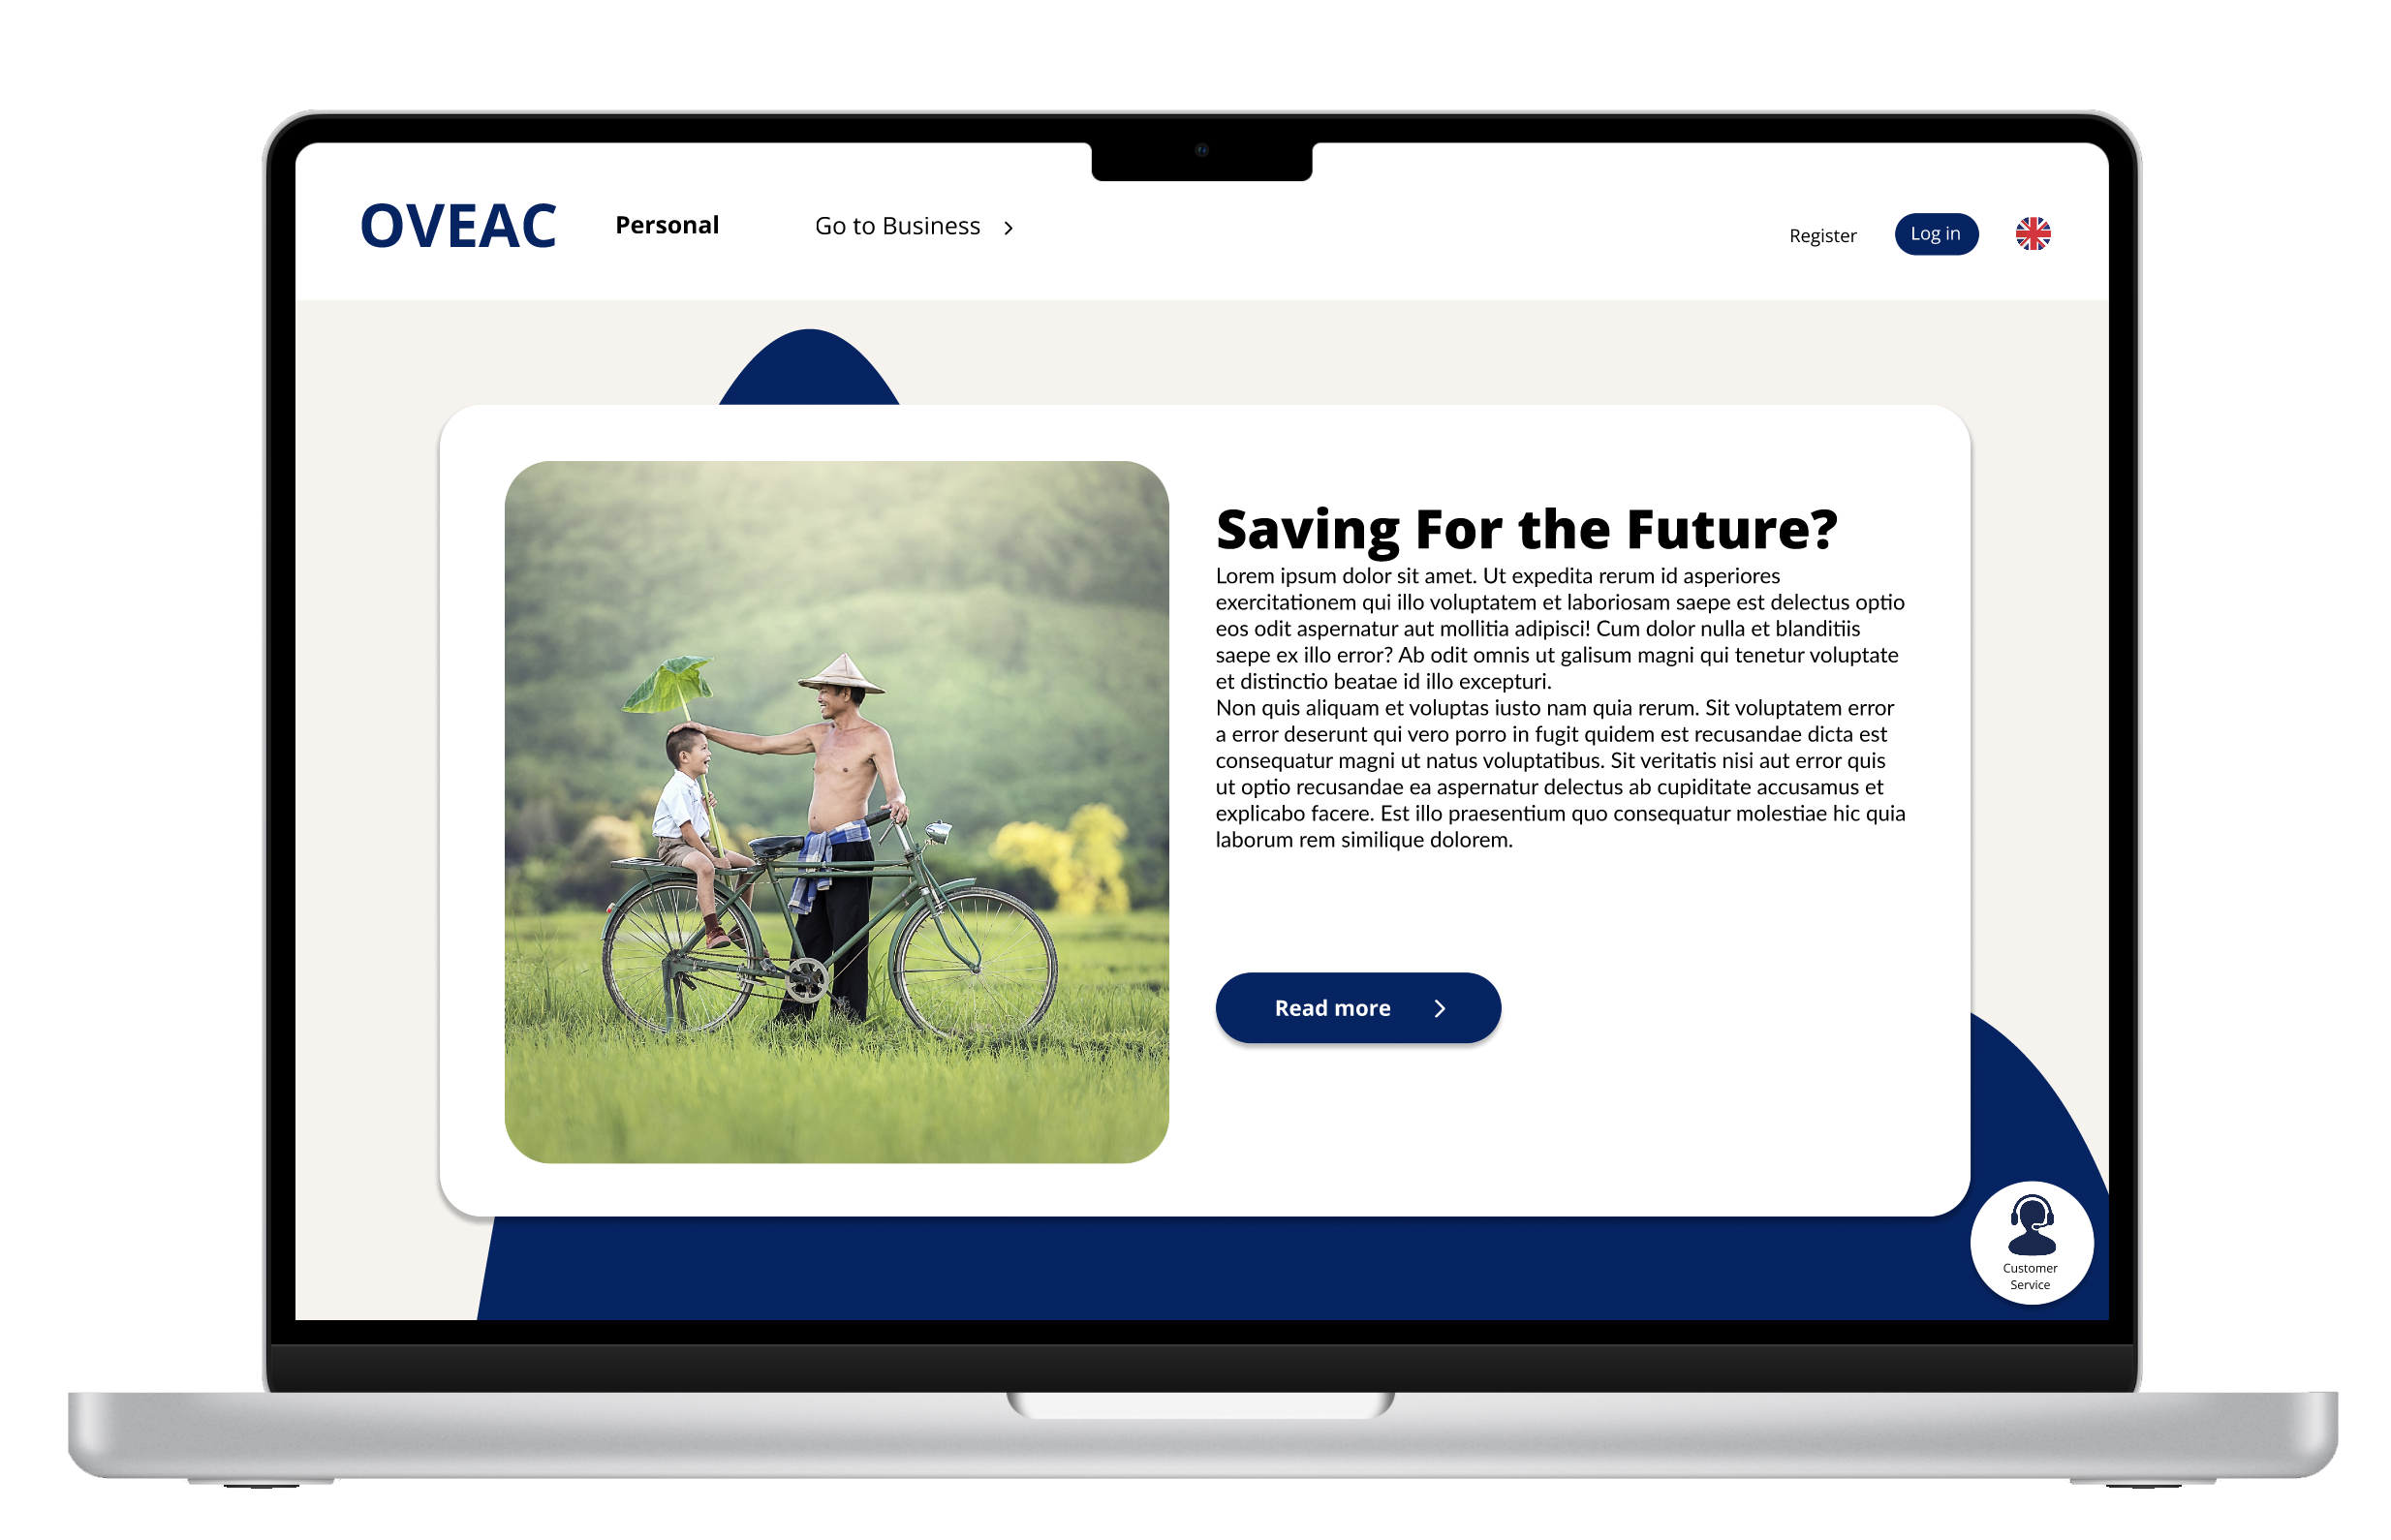 OVEAC
Personal
Go to Business
Register
Log in
Saving For the Future?
Lorem ipsum dolor sit amet. Ut expedita rerum id asperiores
exercitationem qui illo voluptatem et laboriosam saepe est delectus optio
eos odit aspernatur aut mollitia adipisci! Cum dolor nulla et blanditiis
saepe ex illo error? Ab odit omnis ut galisum magni qui tenetur voluptate
et distinctio beatae id illo excepturi.
Non quis aliquam et voluptas iusto nam quia rerum. Sit voluptatem error
a error deserunt qui vero porro in fugit quidem est recusandae dicta est
consequatur magni ut natus voluptatibus. Sit veritatis nisi aut error quis
ut optio recusandae ea aspernatur delectus ab cupiditate accusamus et
explicabo facere. Est illo praesentium quo consequatur molestiae hic quia
laborum rem similique dolorem.
Read more
Customer
Service